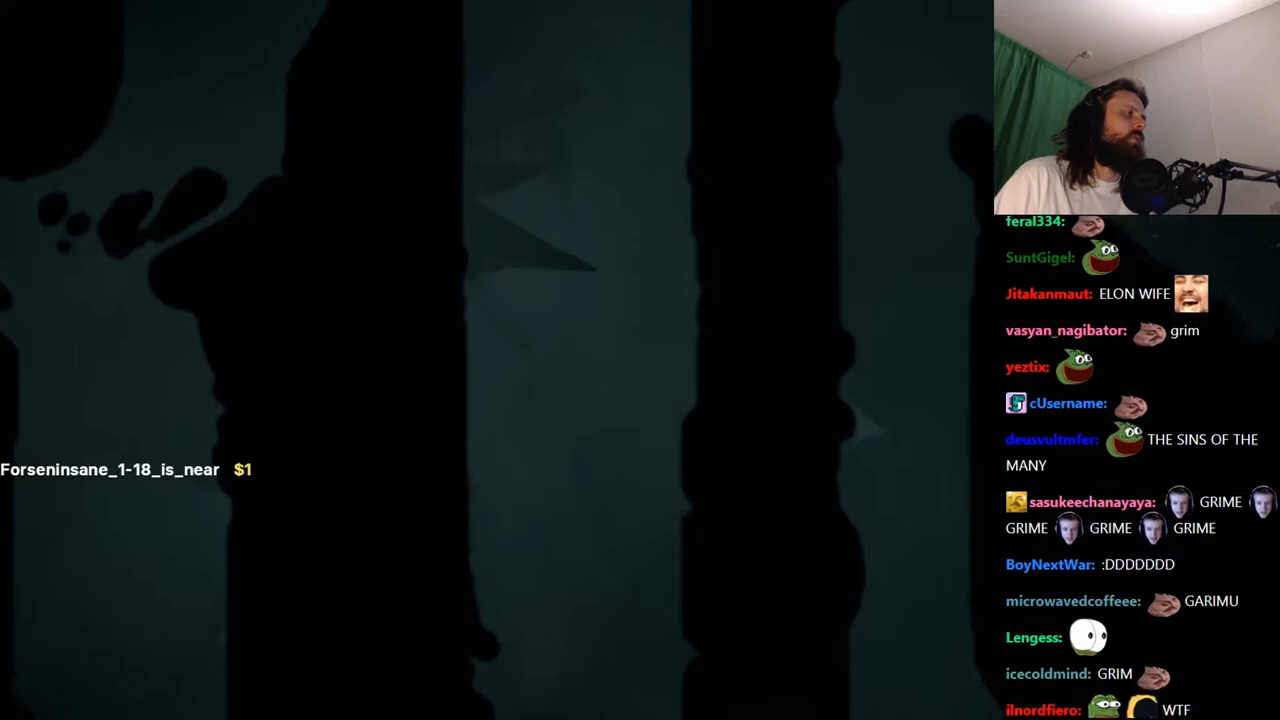 feral334:
SuntGigel:
Jitakanmaut: ELON WIFE
vasyan_nagibator: grim
yeztix:
cUsername:
deusvultmfer: THE SINS OF THE
MANY
Forseninsane_1-18_is_near $1
sasukeechanayaya: GRIME
GRIME GRIME GRIME
BoyNextWar: :DDDDDDD
microwavedcoffeee: GARIMU
Lengess:
icecoldmind: GRIM
ilnordfiero: WTF